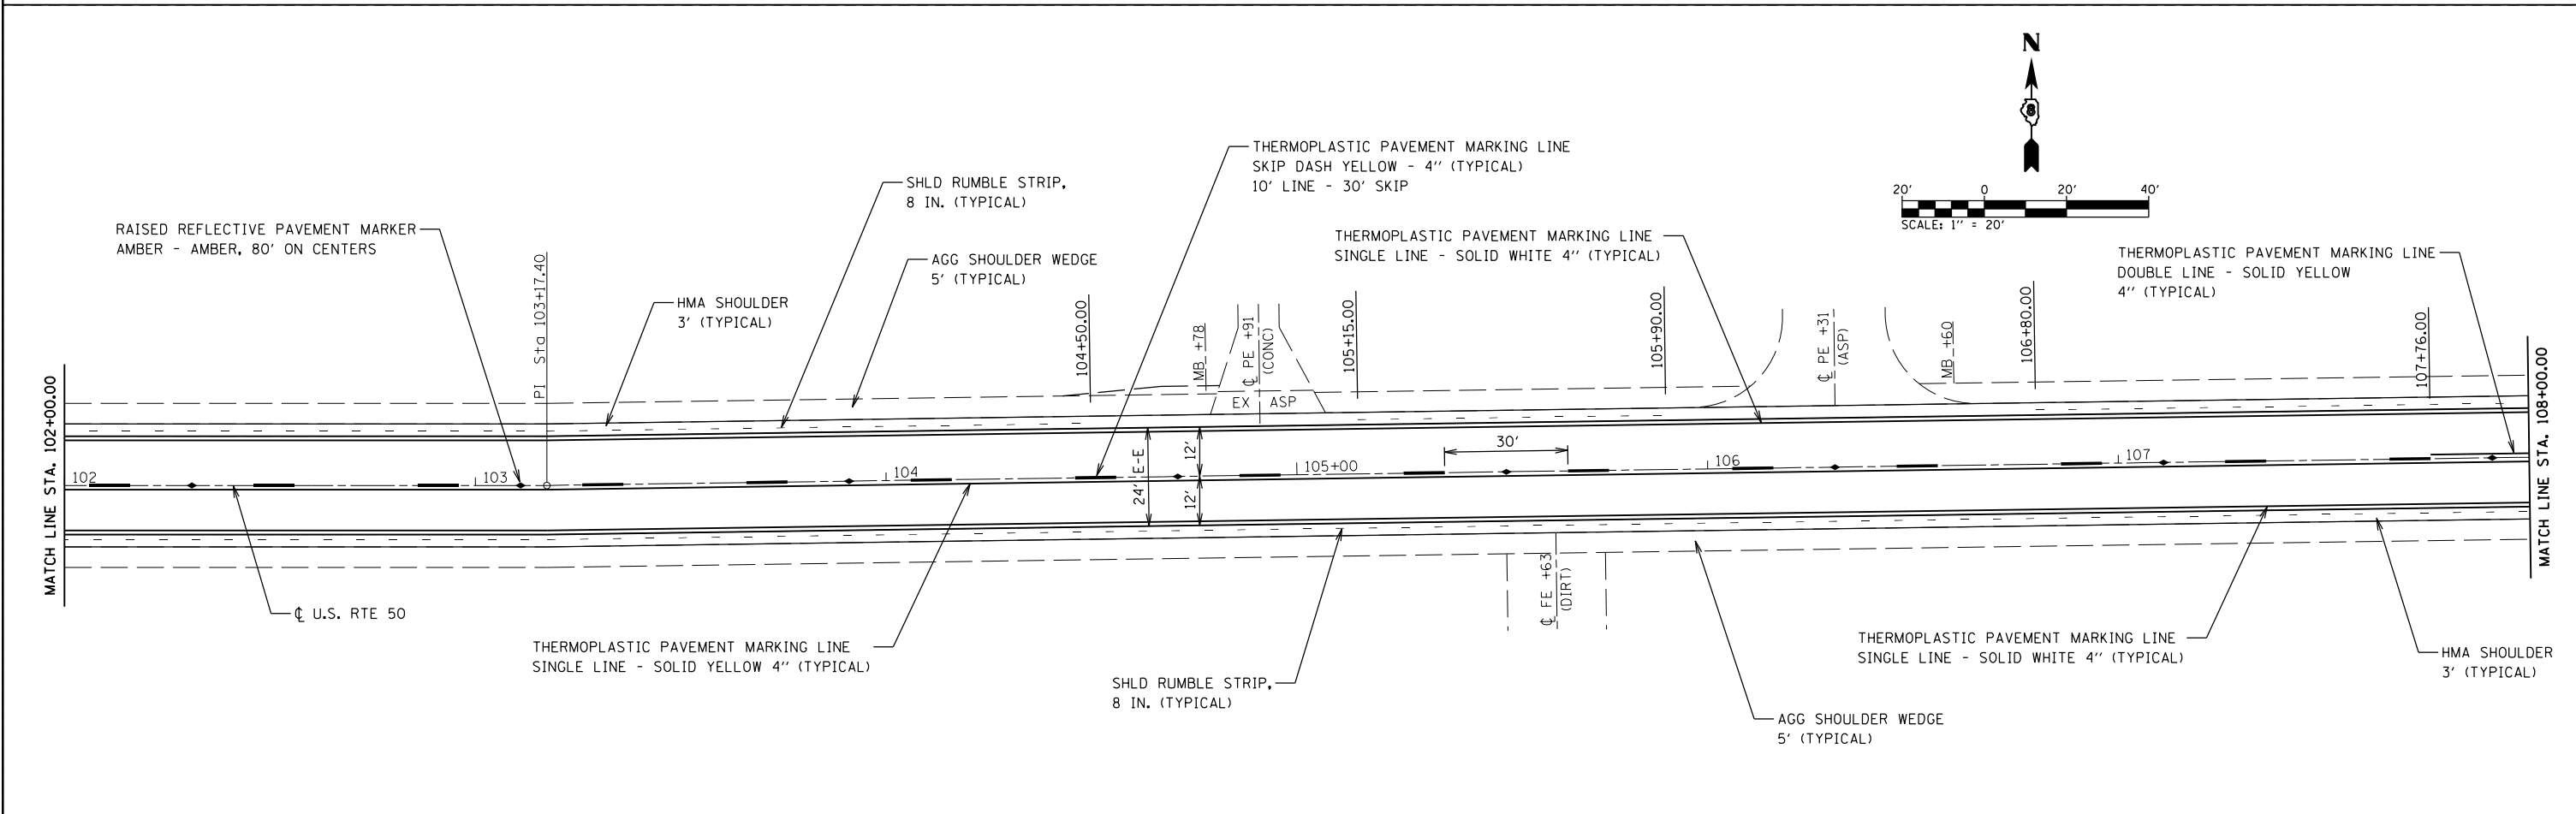 N
8
20' 0 20' 40'
SCALE: 1'' = 20'
THERMOPLASTIC PAVEMENT MARKING LINE
SKIP DASH YELLOW - 4'' (TYPICAL)
10' LINE - 30' SKIP
SHLD RUMBLE STRIP,
8 IN. (TYPICAL)
RAISED REFLECTIVE PAVEMENT MARKER
AMBER - AMBER, 80' ON CENTERS
THERMOPLASTIC PAVEMENT MARKING LINE
SINGLE LINE - SOLID WHITE 4'' (TYPICAL)
THERMOPLASTIC PAVEMENT MARKING LINE
DOUBLE LINE - SOLID YELLOW
4'' (TYPICAL)
AGG SHOULDER WEDGE
5' (TYPICAL)
HMA SHOULDER
3' (TYPICAL)
PI Sta 103+17.40
104+50.00
MB +78
℄ PE +91
(CONC)
105+15.00
105+90.00
℄ PE +31
(ASP)
MB +60
106+80.00
107+76.00
MATCH LINE STA. 102+00.00
MATCH LINE STA. 108+00.00
EX ASP
30'
24' E-E
12'
12'
102
103
104
105+00
106
107
℄ FE +63
(DIRT)
℄ U.S. RTE 50
THERMOPLASTIC PAVEMENT MARKING LINE
SINGLE LINE - SOLID YELLOW 4'' (TYPICAL)
SHLD RUMBLE STRIP,
8 IN. (TYPICAL)
THERMOPLASTIC PAVEMENT MARKING LINE
SINGLE LINE - SOLID WHITE 4'' (TYPICAL)
HMA SHOULDER
3' (TYPICAL)
AGG SHOULDER WEDGE
5' (TYPICAL)